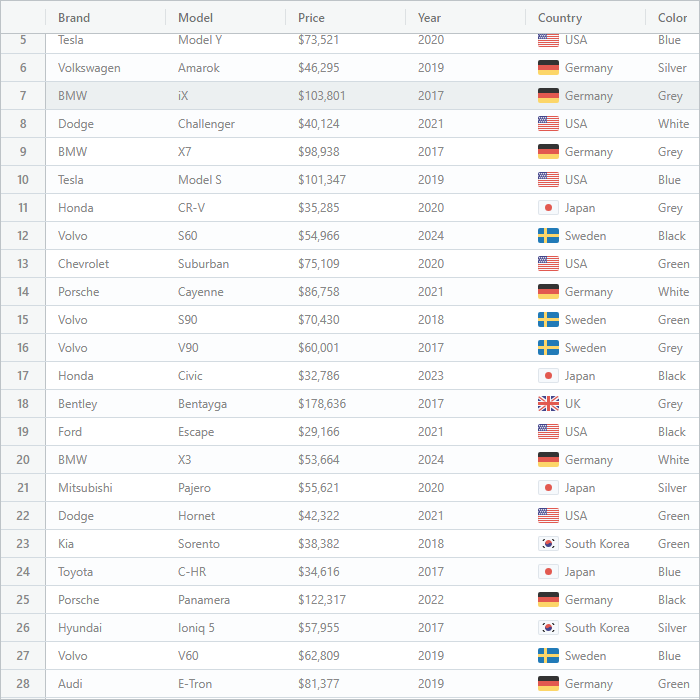 Brand Model Price Year Country Color
5 Tesla Model Y $73,521 2020 USA Blue
6 Volkswagen Amarok $46,295 2019 Germany Silver
7 BMW iX $103,801 2017 Germany Grey
8 Dodge Challenger $40,124 2021 USA White
9 BMW X7 $98,938 2017 Germany Grey
10 Tesla Model S $101,347 2019 USA Blue
11 Honda CR-V $35,285 2020 Japan Grey
12 Volvo S60 $54,966 2024 Sweden Black
13 Chevrolet Suburban $75,109 2020 USA Green
14 Porsche Cayenne $86,758 2021 Germany White
15 Volvo S90 $70,430 2018 Sweden Green
16 Volvo V90 $60,001 2017 Sweden Grey
17 Honda Civic $32,786 2023 Japan Black
18 Bentley Bentayga $178,636 2017 UK Grey
19 Ford Escape $29,166 2021 USA Black
20 BMW X3 $53,664 2024 Germany White
21 Mitsubishi Pajero $55,621 2020 Japan Silver
22 Dodge Hornet $42,322 2021 USA Green
23 Kia Sorento $38,382 2018 South Korea Green
24 Toyota C-HR $34,616 2017 Japan Blue
25 Porsche Panamera $122,317 2022 Germany Black
26 Hyundai Ioniq 5 $57,955 2017 South Korea Silver
27 Volvo V60 $62,809 2019 Sweden Blue
28 Audi E-Tron $81,377 2019 Germany Green